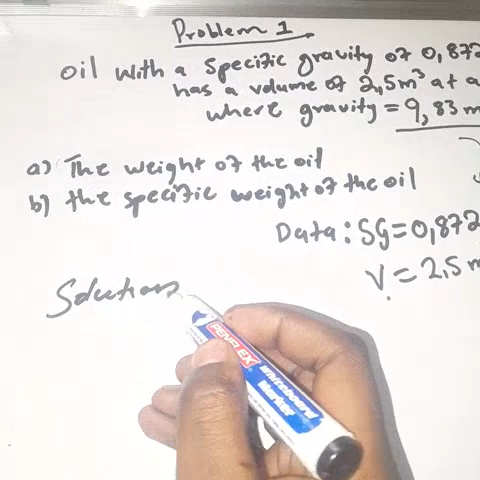 Problem 1
Oil with a specific gravity of 0,872
has a volume of 2,5m³ at a
where gravity = 9,83 m
a) The weight of the oil
b) the specific weight of the oil
Data: SG = 0,872
V = 2,5 m
Solutions
PENFLEX
Whiteboard
Marker